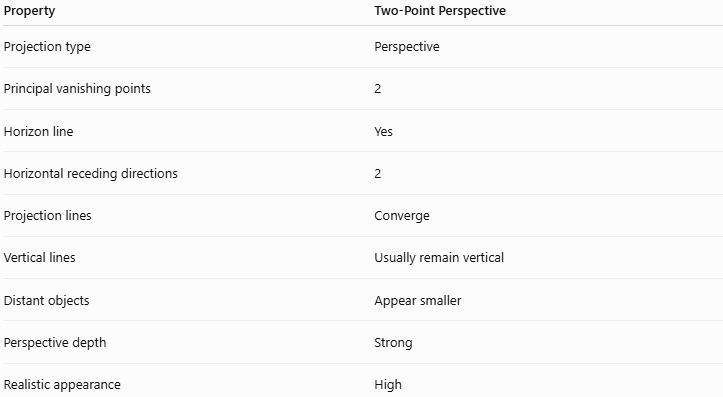 Property Two-Point Perspective
Projection type Perspective
Principal vanishing points 2
Horizon line Yes
Horizontal receding directions 2
Projection lines Converge
Vertical lines Usually remain vertical
Distant objects Appear smaller
Perspective depth Strong
Realistic appearance High